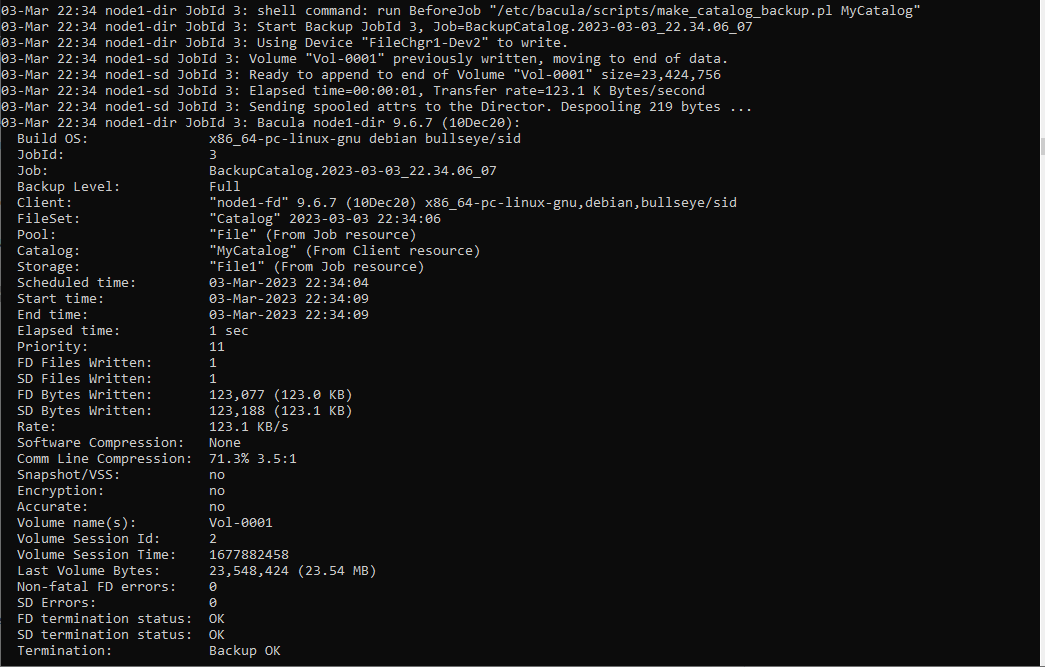 03-Mar 22:34 node1-dir JobId 3: shell command: run BeforeJob "/etc/bacula/scripts/make_catalog_backup.pl MyCatalog"
03-Mar 22:34 node1-dir JobId 3: Start Backup JobId 3, Job=BackupCatalog.2023-03-03_22.34.06_07
03-Mar 22:34 node1-dir JobId 3: Using Device "FileChgr1-Dev2" to write.
03-Mar 22:34 node1-sd JobId 3: Volume "Vol-0001" previously written, moving to end of data.
03-Mar 22:34 node1-sd JobId 3: Ready to append to end of Volume "Vol-0001" size=23,424,756
03-Mar 22:34 node1-sd JobId 3: Elapsed time=00:00:01, Transfer rate=123.1 K Bytes/second
03-Mar 22:34 node1-sd JobId 3: Sending spooled attrs to the Director. Despooling 219 bytes ...
03-Mar 22:34 node1-dir JobId 3: Bacula node1-dir 9.6.7 (10Dec20):
  Build OS:               x86_64-pc-linux-gnu debian bullseye/sid
  JobId:                  3
  Job:                    BackupCatalog.2023-03-03_22.34.06_07
  Backup Level:           Full
  Client:                 "node1-fd" 9.6.7 (10Dec20) x86_64-pc-linux-gnu,debian,bullseye/sid
  FileSet:                "Catalog" 2023-03-03 22:34:06
  Pool:                   "File" (From Job resource)
  Catalog:                "MyCatalog" (From Client resource)
  Storage:                "File1" (From Job resource)
  Scheduled time:         03-Mar-2023 22:34:04
  Start time:             03-Mar-2023 22:34:09
  End time:               03-Mar-2023 22:34:09
  Elapsed time:           1 sec
  Priority:               11
  FD Files Written:       1
  SD Files Written:       1
  FD Bytes Written:       123,077 (123.0 KB)
  SD Bytes Written:       123,188 (123.1 KB)
  Rate:                   123.1 KB/s
  Software Compression:   None
  Comm Line Compression:  71.3% 3.5:1
  Snapshot/VSS:           no
  Encryption:             no
  Accurate:               no
  Volume name(s):         Vol-0001
  Volume Session Id:      2
  Volume Session Time:    1677882458
  Last Volume Bytes:      23,548,424 (23.54 MB)
  Non-fatal FD errors:    0
  SD Errors:              0
  FD termination status:  OK
  SD termination status:  OK
  Termination:            Backup OK